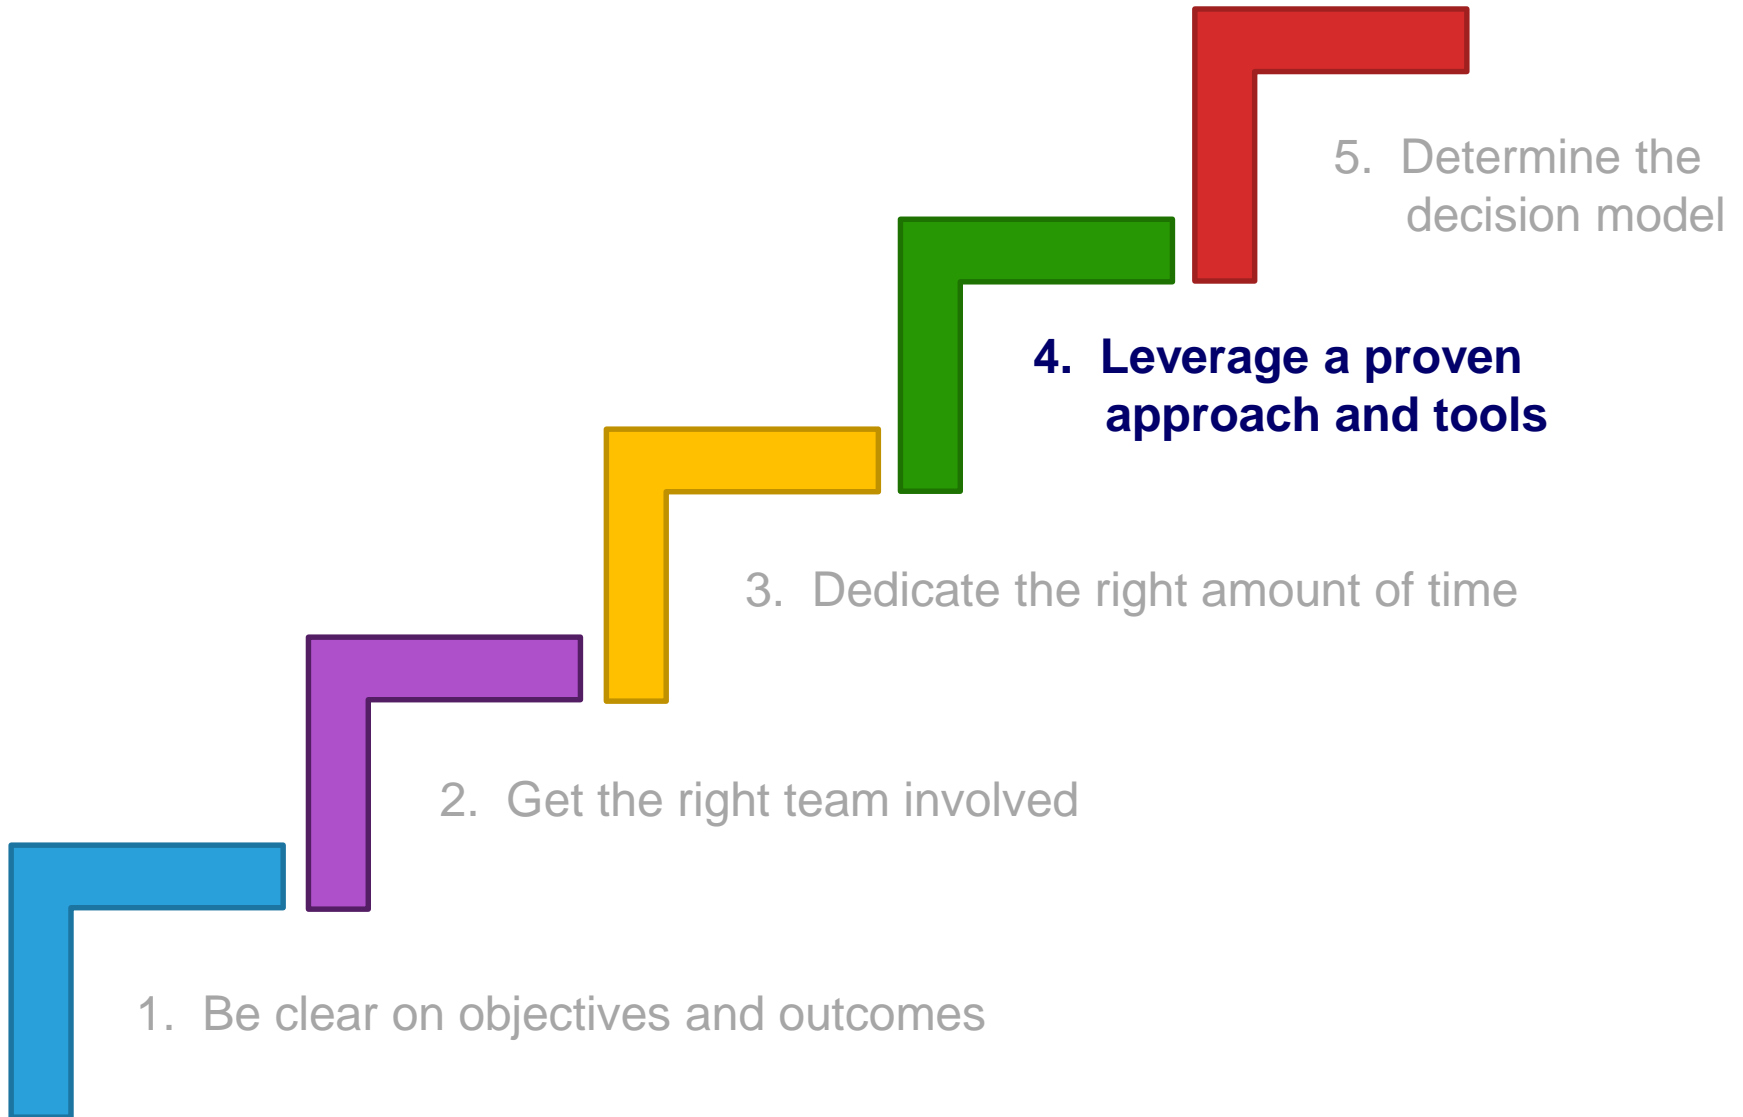 5. Determine the
decision model
4. Leverage a proven
approach and tools
3. Dedicate the right amount of time
2. Get the right team involved
1. Be clear on objectives and outcomes